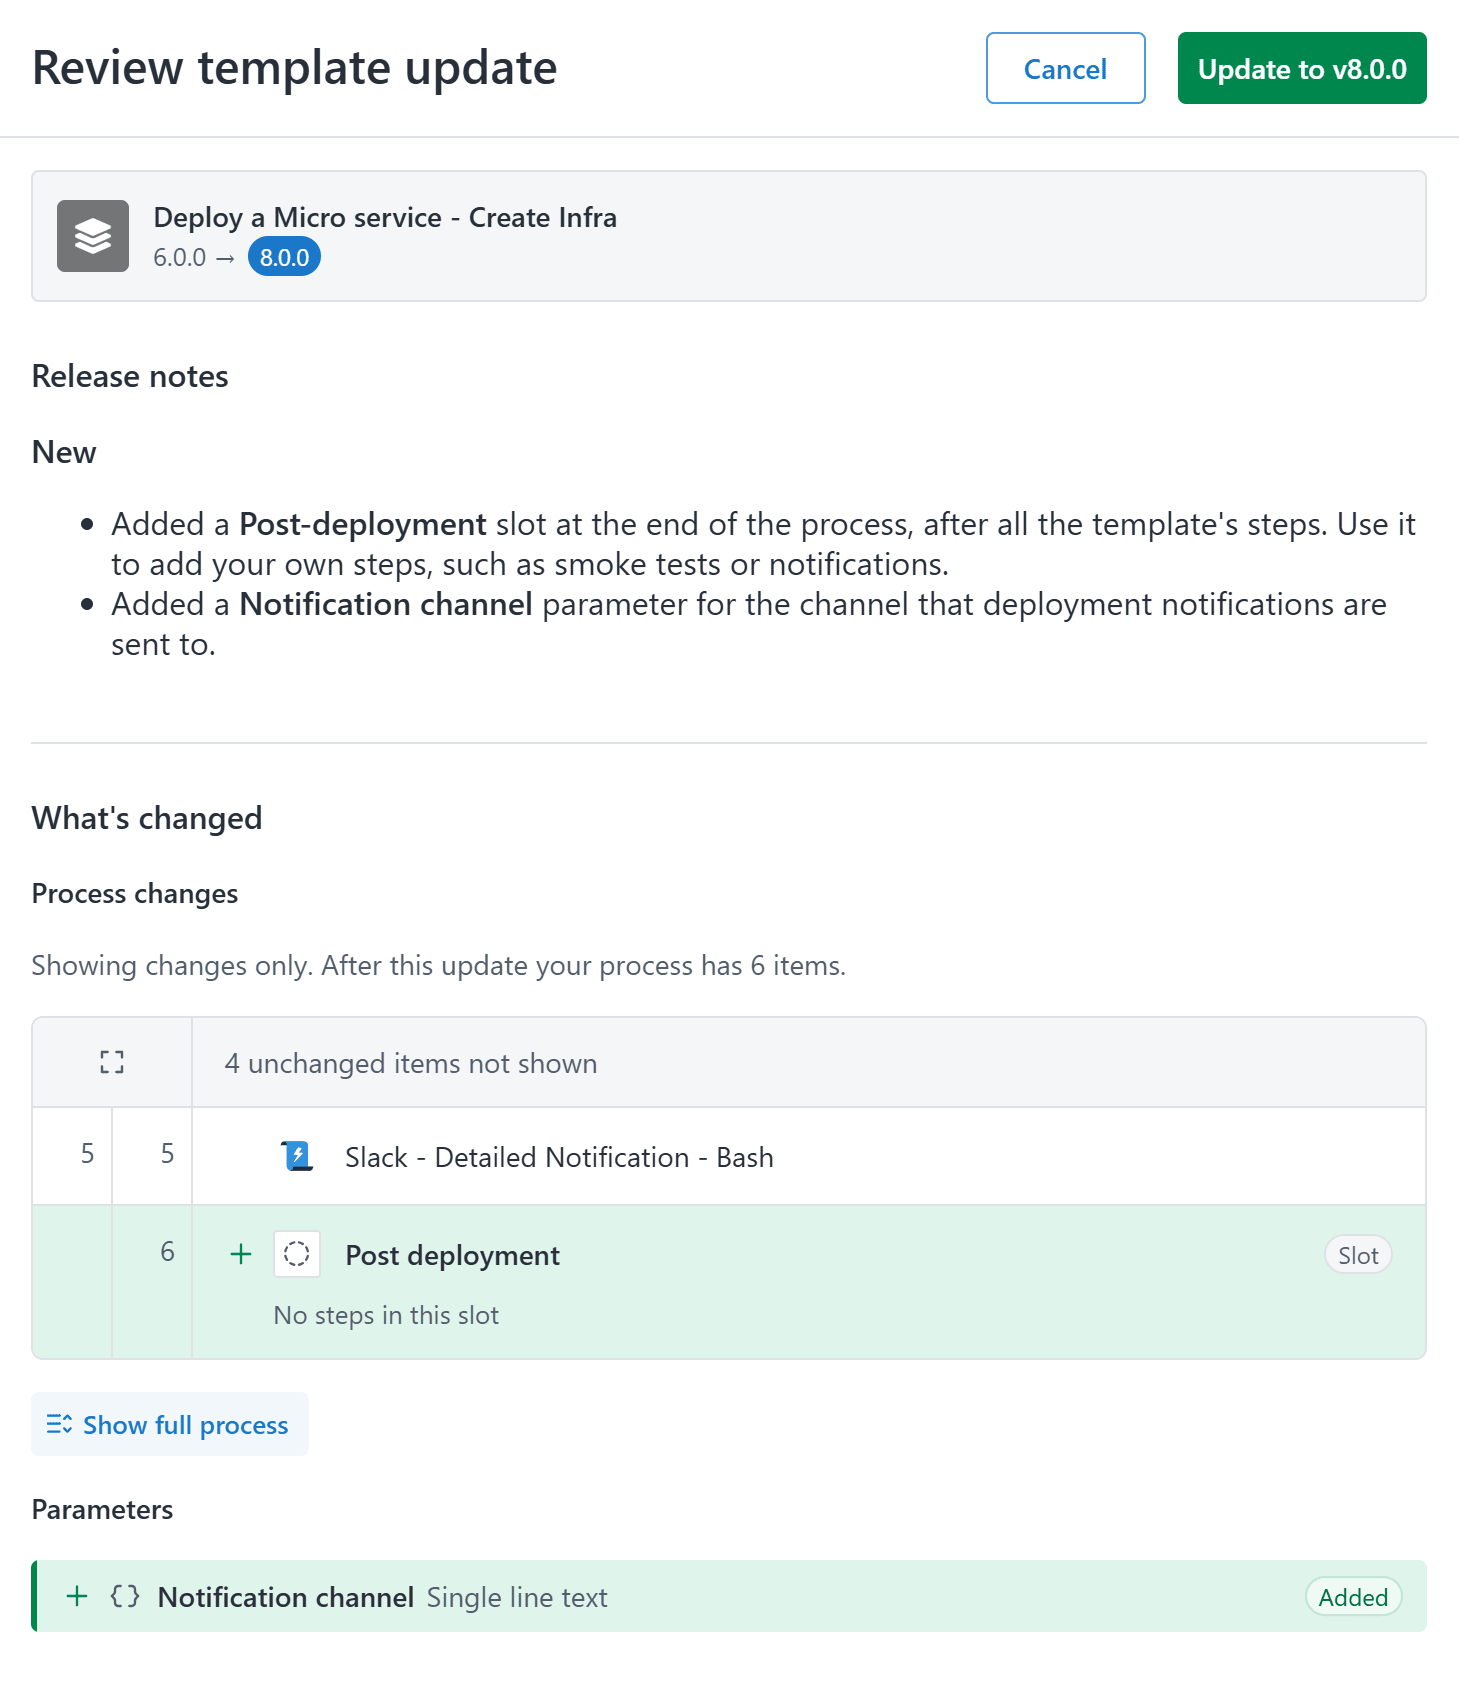 Review template update
Cancel
Update to v8.0.0
Deploy a Micro service - Create Infra
6.0.0 → 8.0.0
Release notes
New
• Added a Post-deployment slot at the end of the process, after all the template's steps. Use it
to add your own steps, such as smoke tests or notifications.
• Added a Notification channel parameter for the channel that deployment notifications are
sent to.
What's changed
Process changes
Showing changes only. After this update your process has 6 items.
4 unchanged items not shown
5 5 Slack - Detailed Notification - Bash
6 + Post deployment Slot
No steps in this slot
Show full process
Parameters
+ {} Notification channel Single line text Added